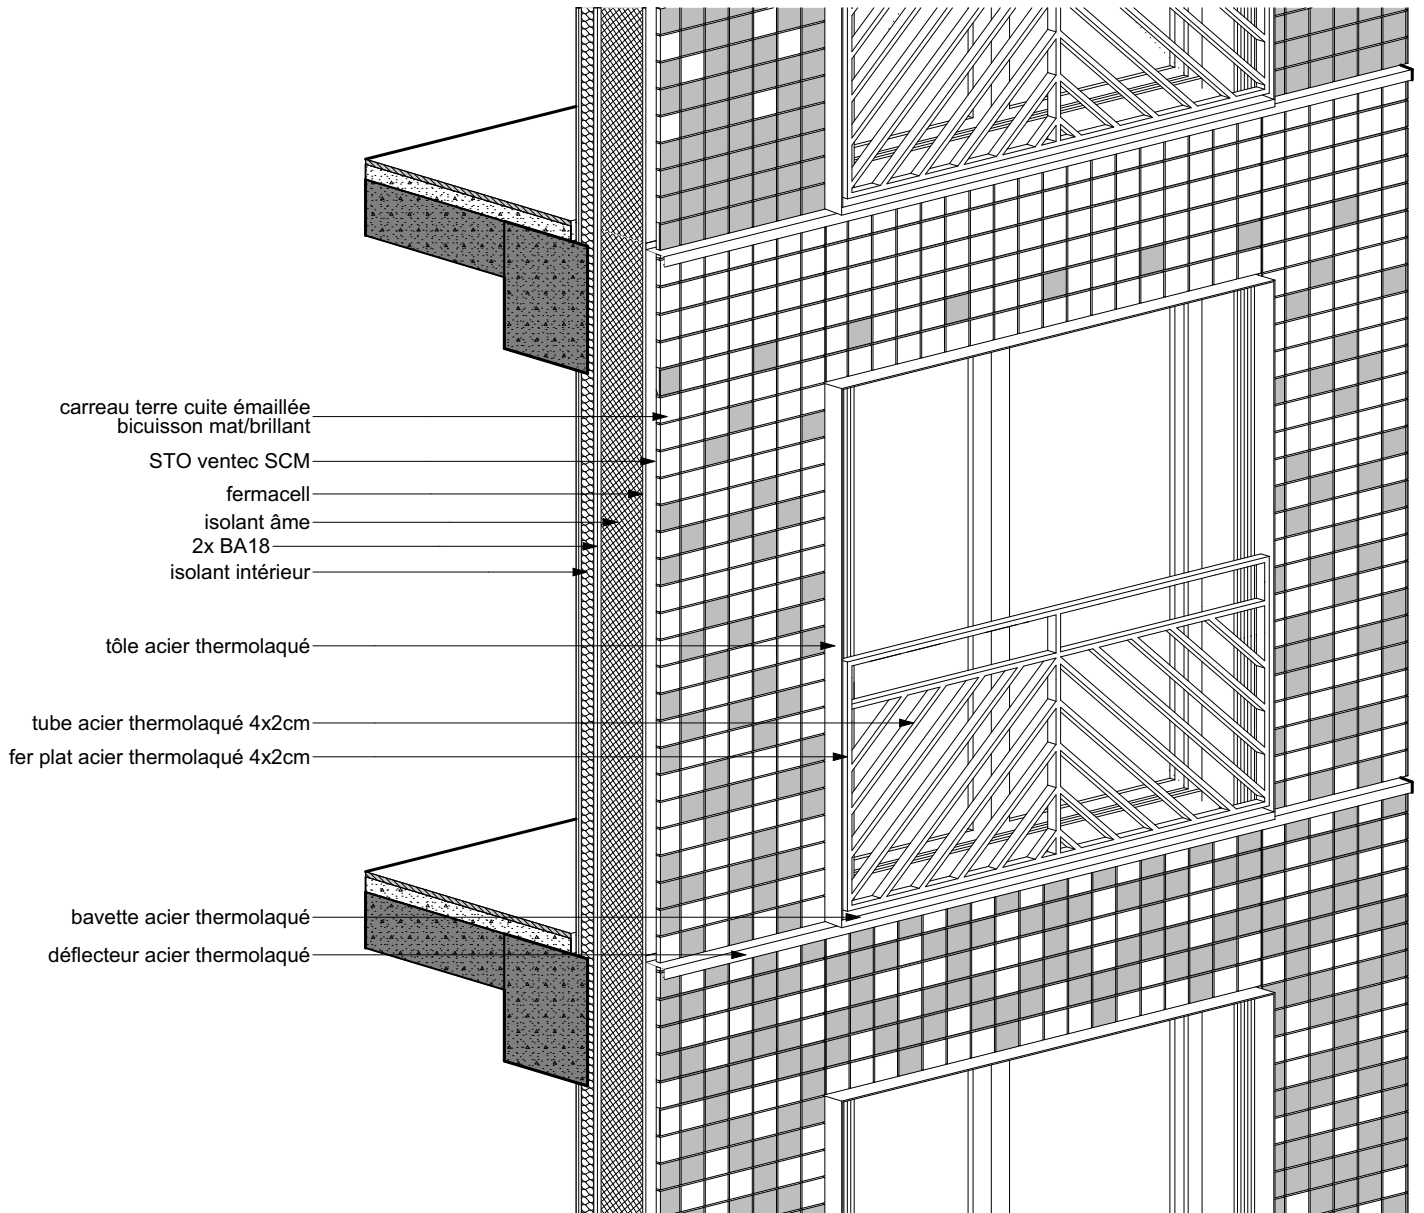 carreau terre cuite émaillée
bicuisson mat/brillant
STO ventec SCM
fermacell
isolant âme
2x BA18
isolant intérieur
tôle acier thermolaqué
tube acier thermolaqué 4x2cm
fer plat acier thermolaqué 4x2cm
bavette acier thermolaqué
déflecteur acier thermolaqué